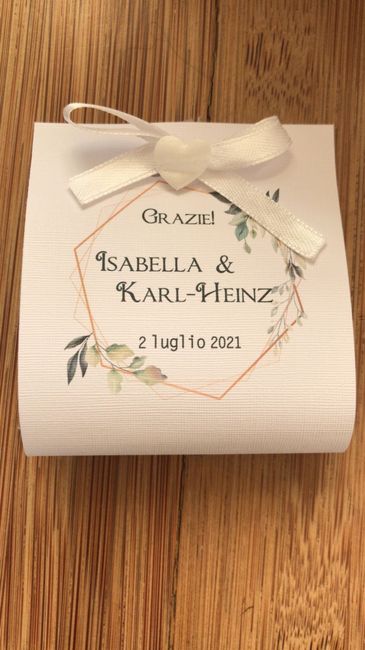 Grazie!
Isabella &
Karl-Heinz
2 luglio 2021